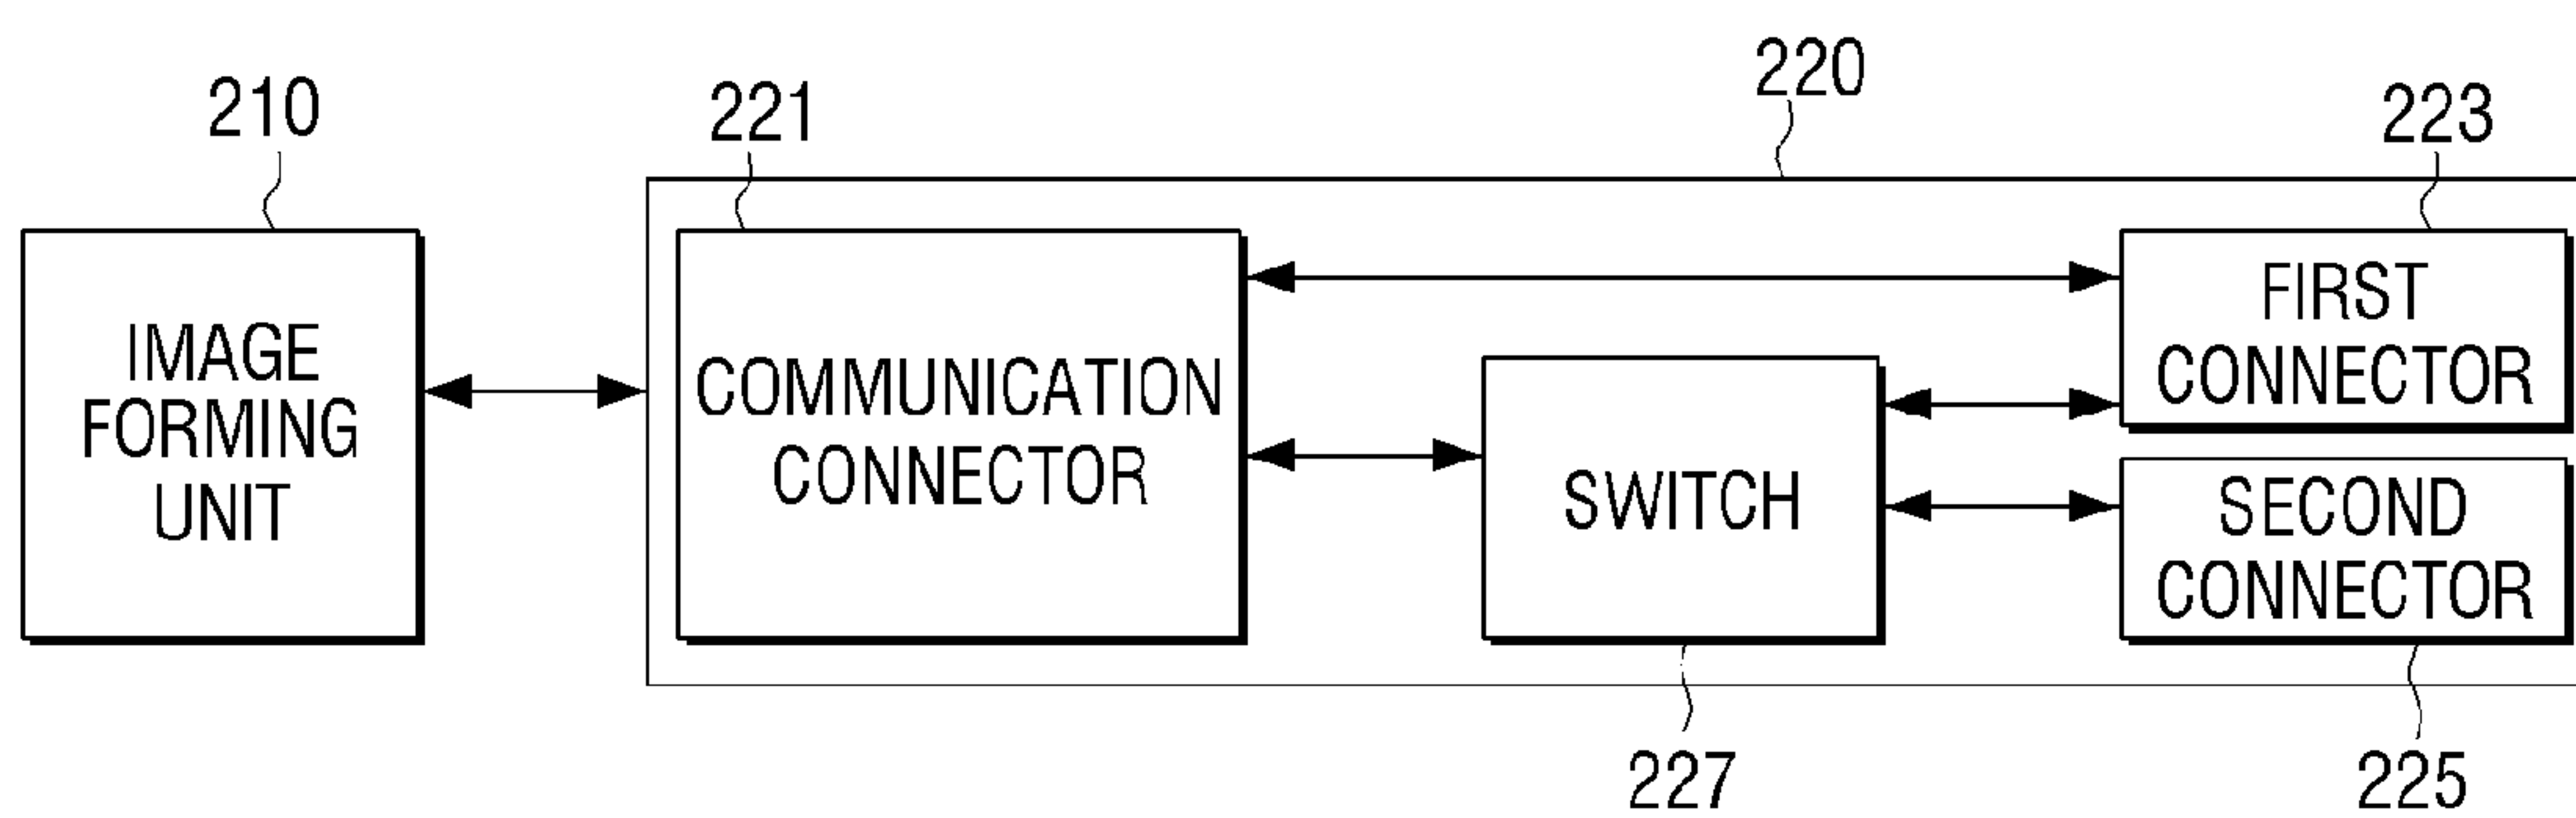 220
210
221
223
IMAGE
FORMING
UNIT
COMMUNICATION
CONNECTOR
SWITCH
FIRST
CONNECTOR
SECOND
CONNECTOR
227
225